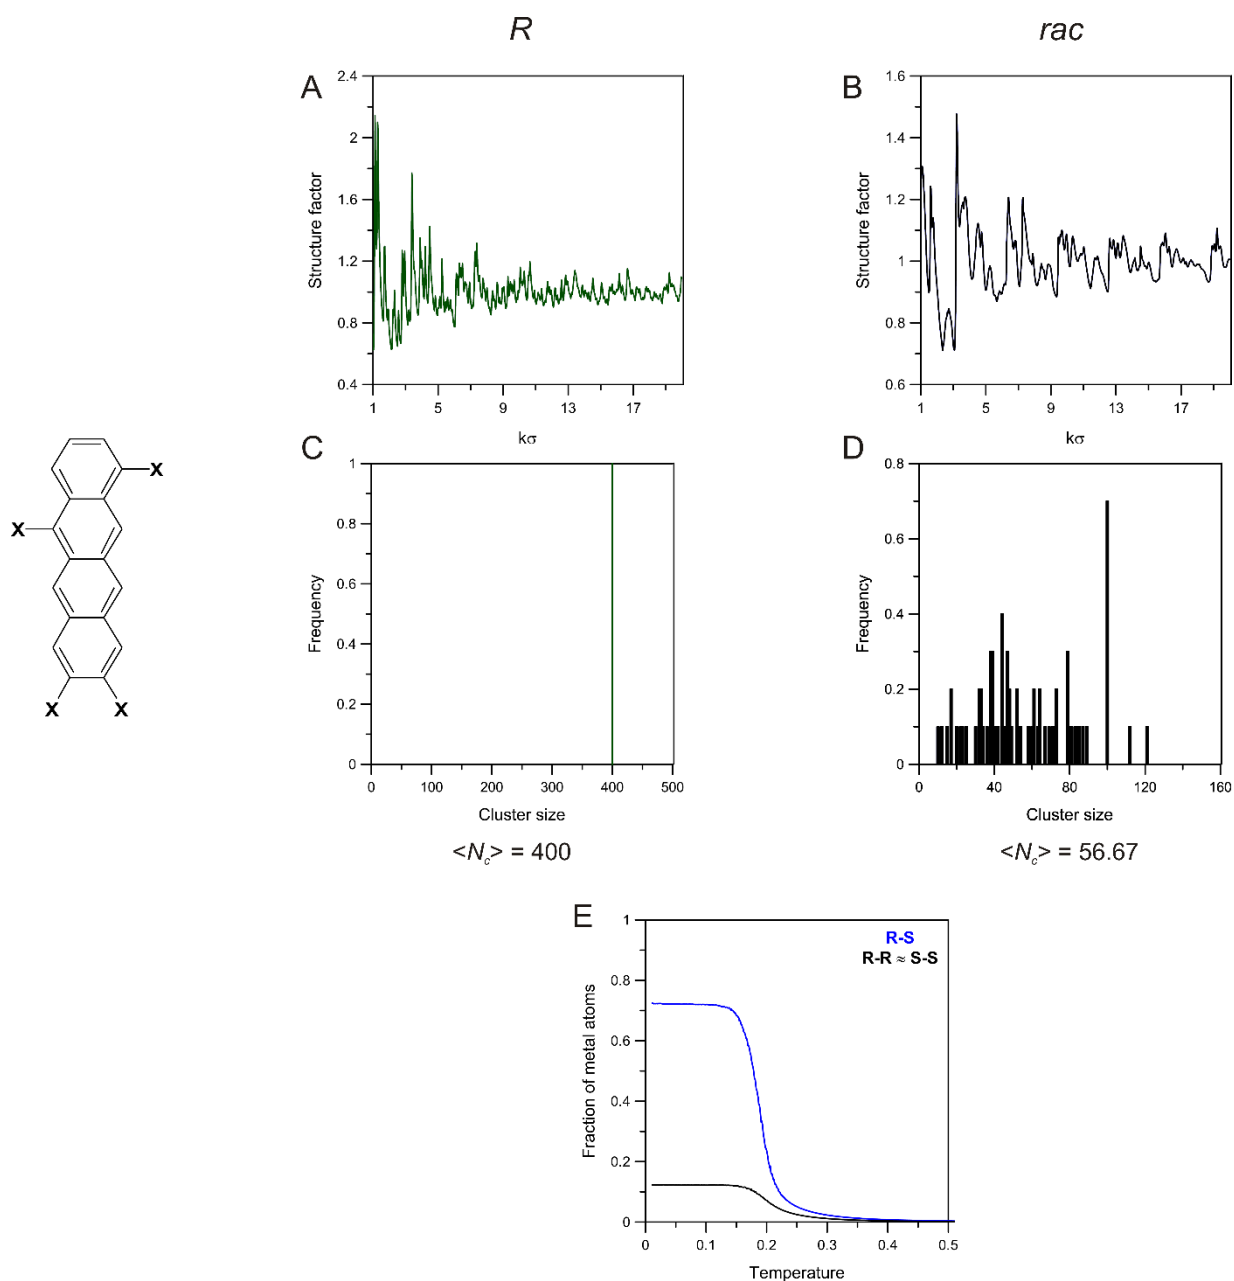 R
rac
A
2.4
2
1.6
1.2
0.8
0.4
Structure factor
1 5 9 13 17
kσ
B
1.6
1.4
1.2
1
0.8
0.6
Structure factor
1 5 9 13 17
kσ
X
X
X X
C
1
0.8
0.6
0.4
0.2
0
Frequency
0 100 200 300 400 500
Cluster size
<Nc> = 400
D
0.8
0.6
0.4
0.2
0
Frequency
0 40 80 120 160
Cluster size
<Nc> = 56.67
E
1
0.8
0.6
0.4
0.2
0
Fraction of metal atoms
R-S
R-R ≈ S-S
0 0.1 0.2 0.3 0.4 0.5
Temperature